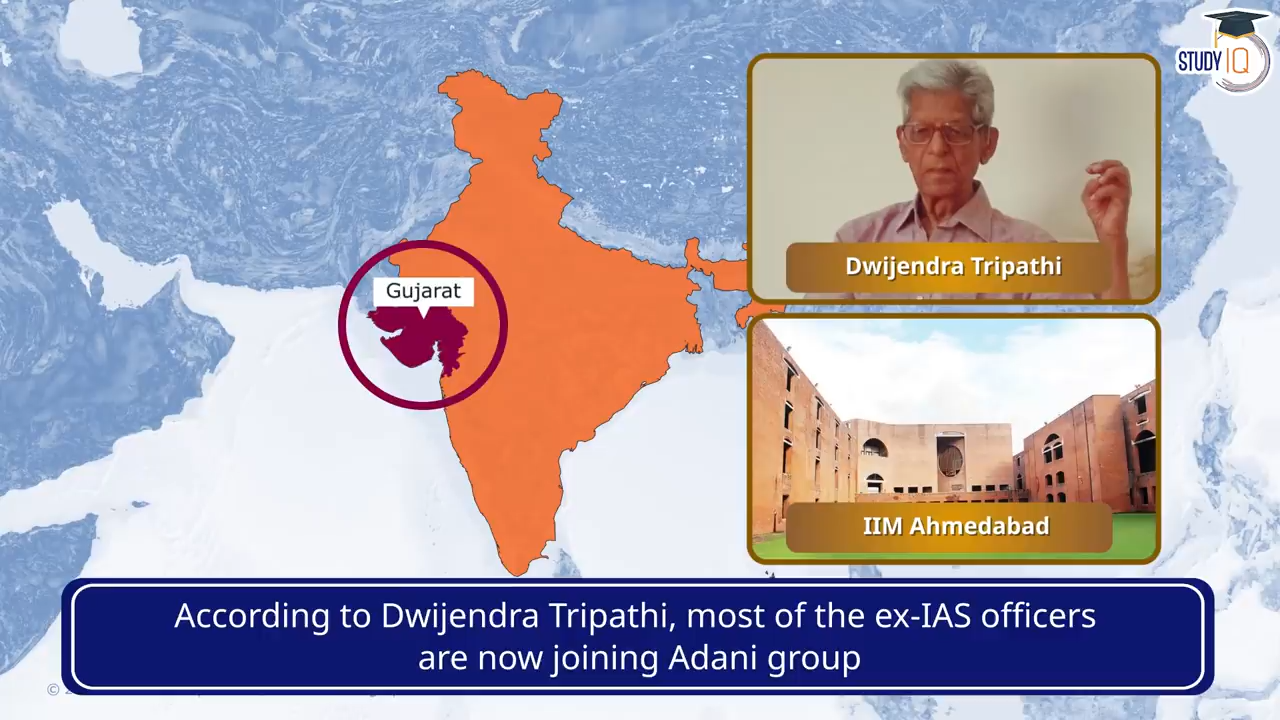 STUDY IQ
Gujarat
Dwijendra Tripathi
IIM Ahmedabad
According to Dwijendra Tripathi, most of the ex-IAS officers
are now joining Adani group
©